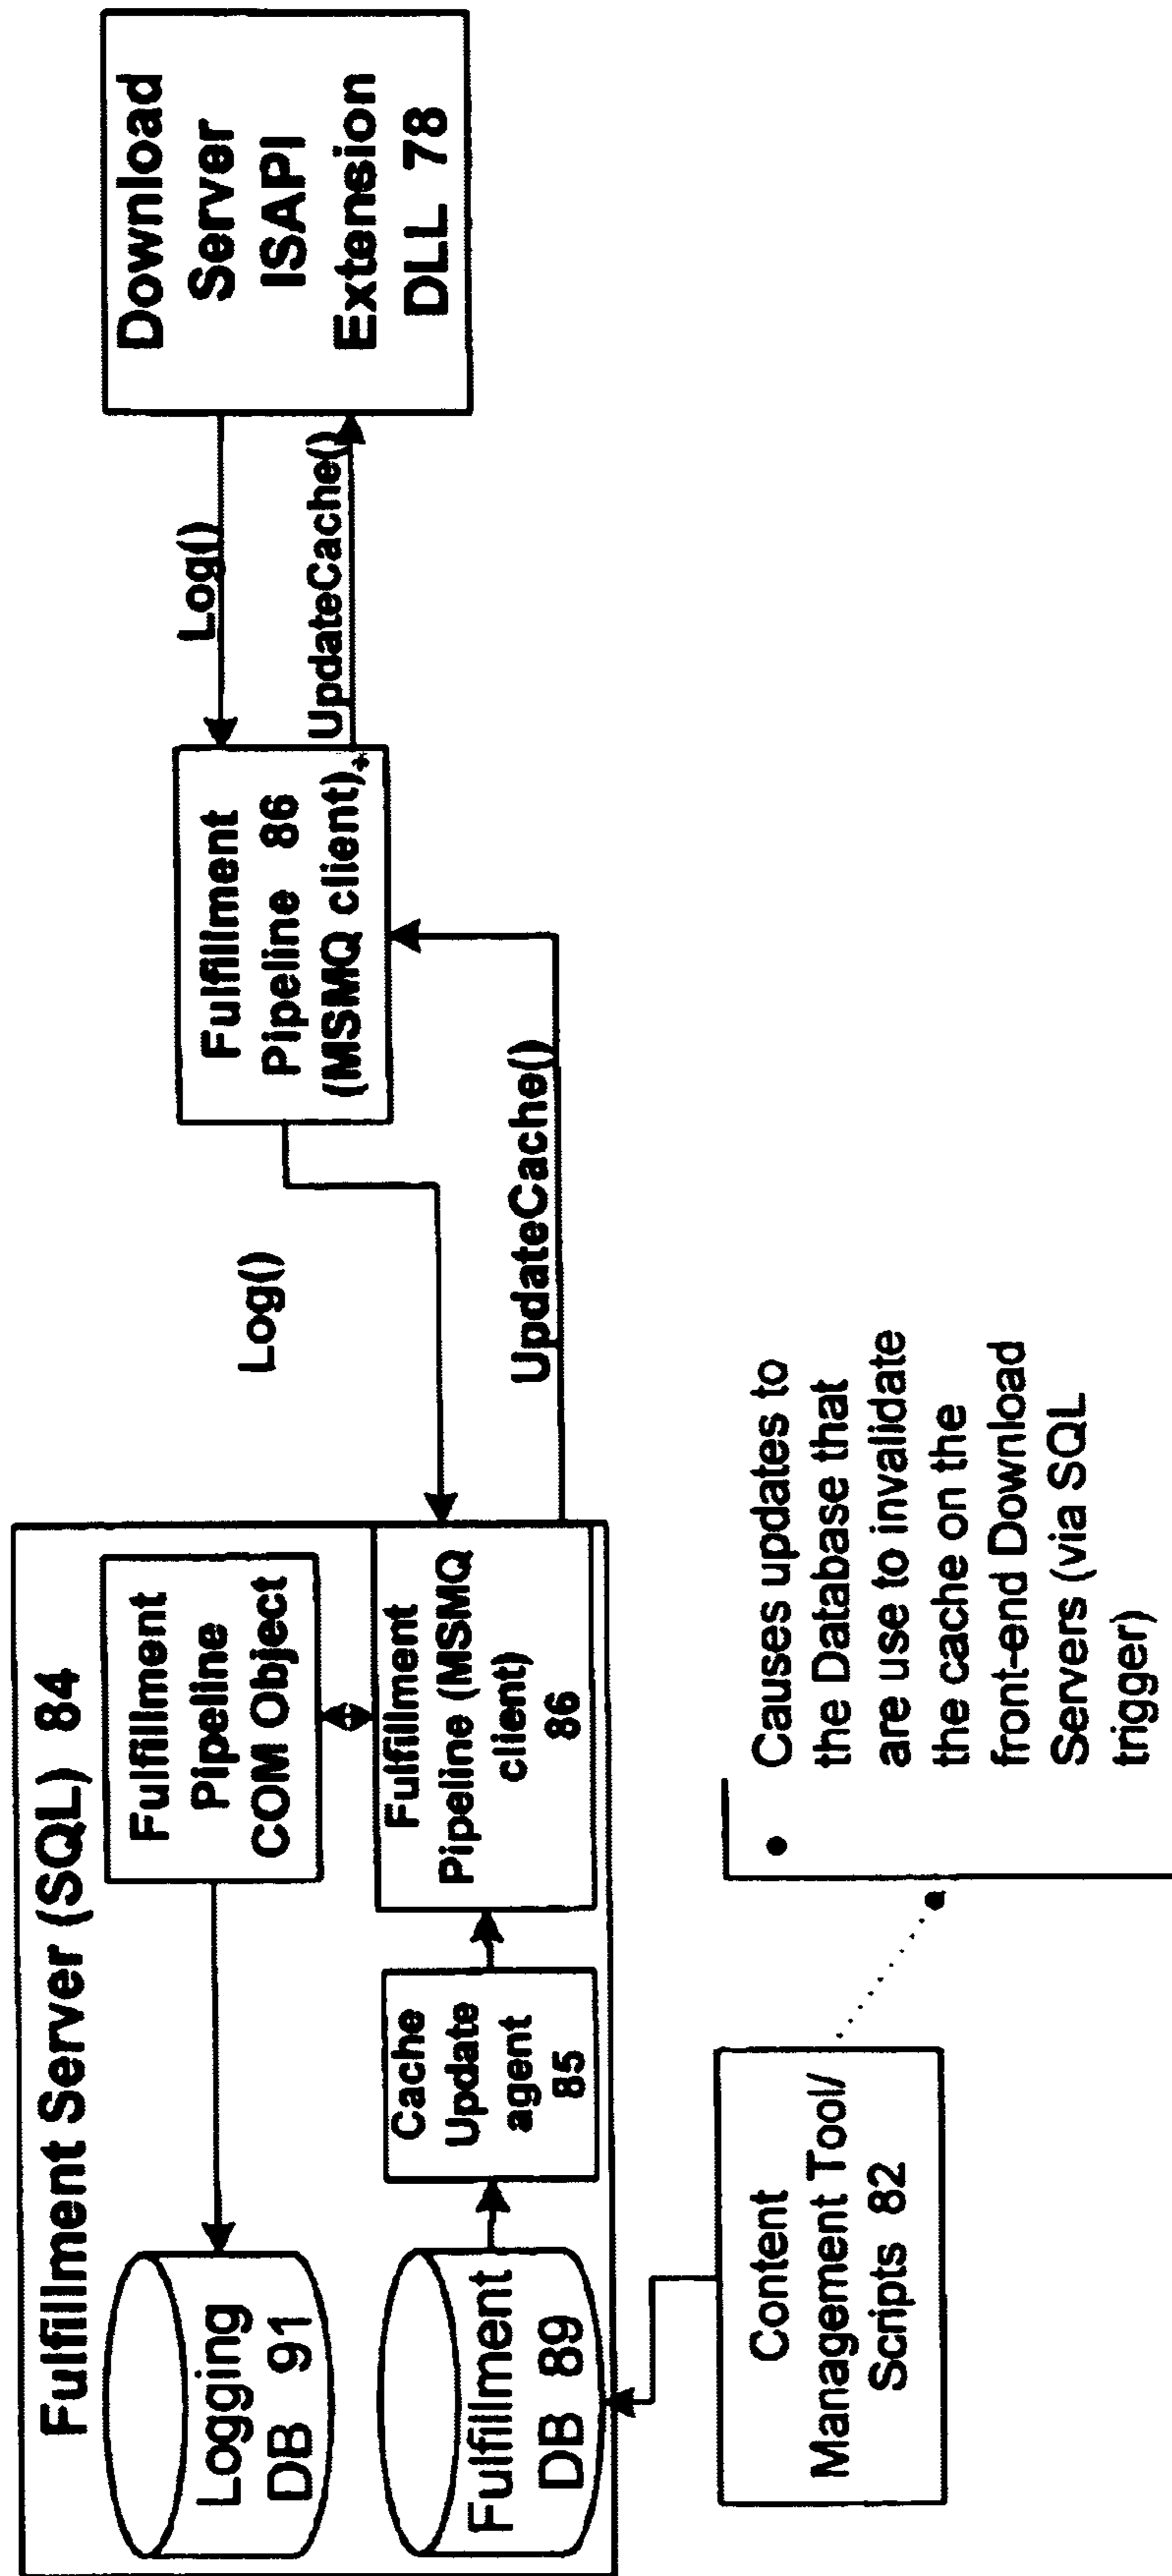 Fulfillment Server (SQL) 84
Logging
DB 91
Fulfillment
Pipeline
COM Object
Fulfillment
DB 89
Cache
Update
agent
85
Fulfillment
Pipeline (MSMQ
client)
86
Log()
UpdateCache()
Fulfillment
Pipeline 86
(MSMQ client)
Log()
UpdateCache()
Download
Server
ISAPI
Extension
DLL 78
Content
Management Tool/
Scripts 82
• Causes updates to
the Database that
are use to invalidate
the cache on the
front-end Download
Servers (via SQL
trigger)